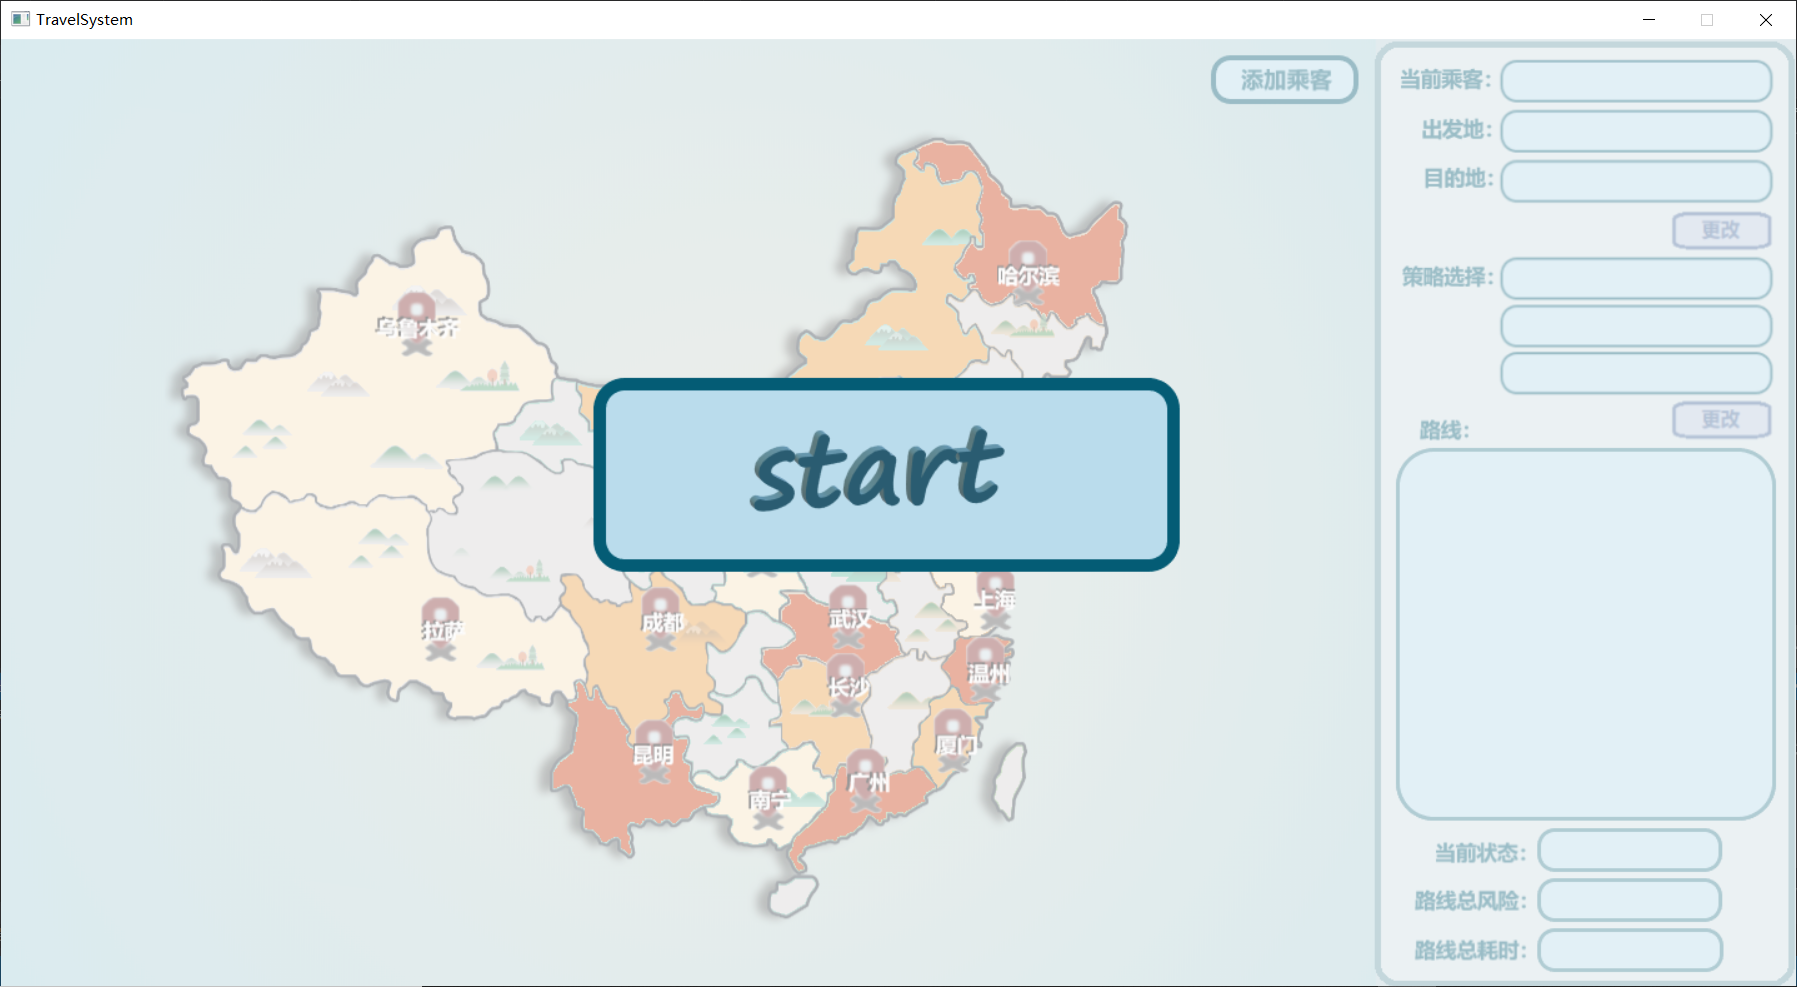 TravelSystem
添加乘客
当前乘客:
出发地:
目的地:
更改
策略选择:
更改
路线:
哈尔滨
乌鲁木齐
start
上海
成都
武汉
拉萨
温州
长沙
厦门
昆明
广州
南宁
当前状态:
路线总风险:
路线总耗时: